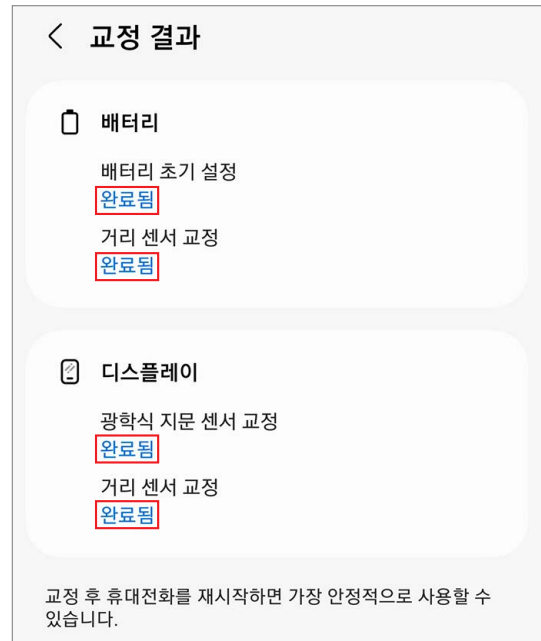 교정 결과
배터리
배터리 초기 설정
완료됨
거리 센서 교정
완료됨
디스플레이
광학식 지문 센서 교정
완료됨
거리 센서 교정
완료됨
교정 후 휴대전화를 재시작하면 가장 안정적으로 사용할 수
있습니다.